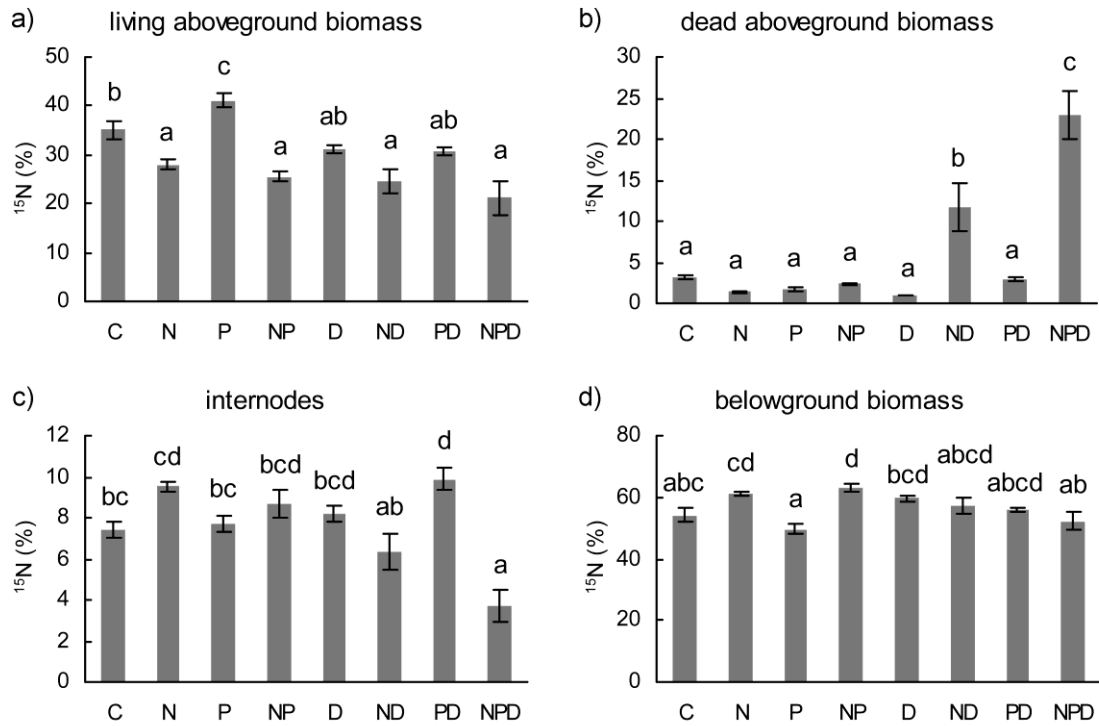 a) living aboveground biomass
50
40
30
20
10
0
¹⁵N (%)
b a c a ab a ab a
C N P NP D ND PD NPD
b) dead aboveground biomass
30
25
20
15
10
5
0
¹⁵N (%)
a a a a a b a c
C N P NP D ND PD NPD
c) internodes
12
10
8
6
4
2
0
¹⁵N (%)
bc cd bc bcd bcd ab d a
C N P NP D ND PD NPD
d) belowground biomass
80
60
40
20
0
¹⁵N (%)
abc cd a d bcd abcd abcd ab
C N P NP D ND PD NPD